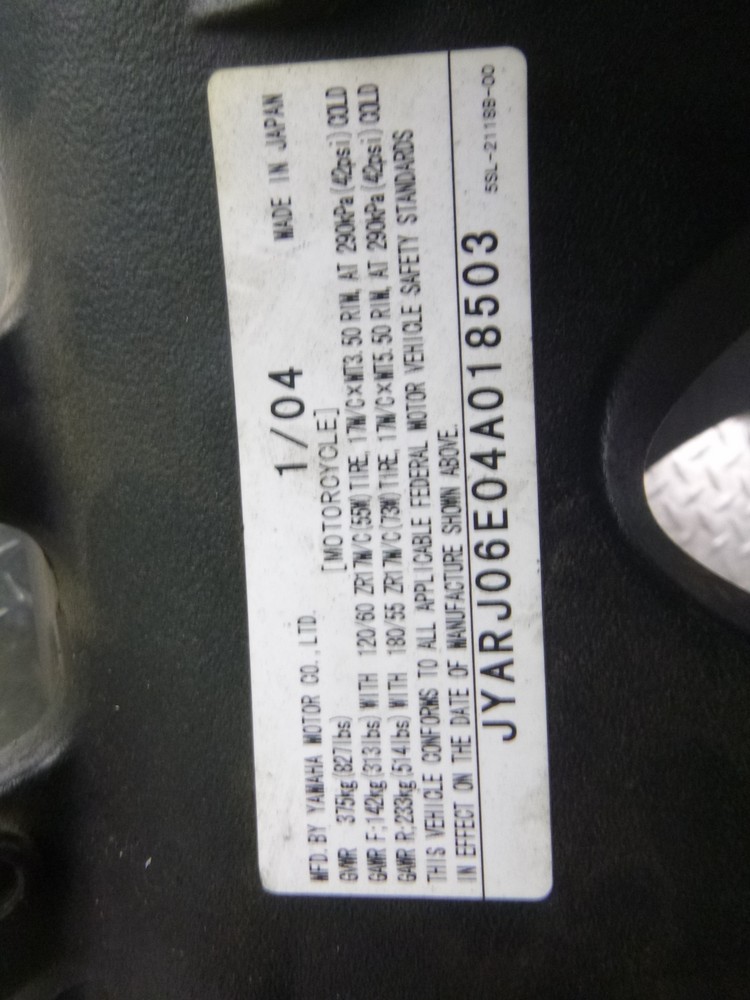 1/04
MFD. BY YAMAHA MOTOR CO., LTD. [MOTORCYCLE] MADE IN JAPAN
GVWR 375kg(827lbs)
GAWR F:142kg(313lbs) WITH 120/60 ZR17M/C(55W)TIRE, 17M/C×MT3.50 RIM, AT 290kPa(42psi)COLD
GAWR R:233kg(514lbs) WITH 180/55 ZR17M/C(73W)TIRE, 17M/C×MT5.50 RIM, AT 290kPa(42psi)COLD
THIS VEHICLE CONFORMS TO ALL APPLICABLE FEDERAL MOTOR VEHICLE SAFETY STANDARDS
IN EFFECT ON THE DATE OF MANUFACTURE SHOWN ABOVE.
JYARJ06E04A018503 5SL-2118B-00